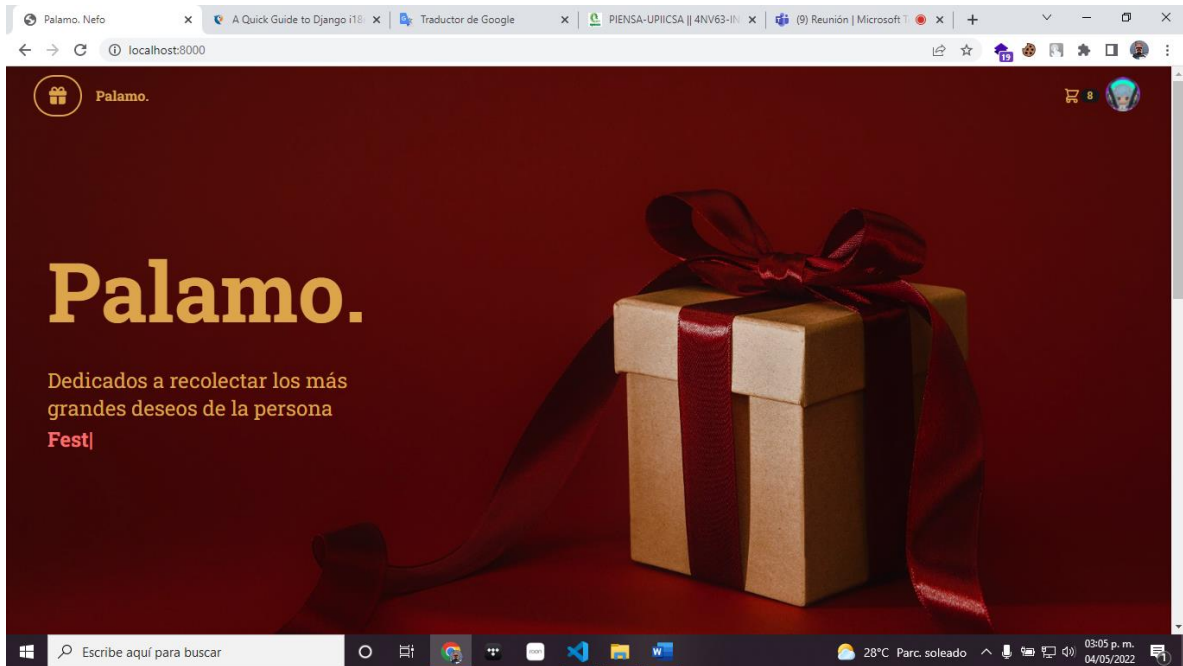 Palamo. Nefo
A Quick Guide to Django i18
Traductor de Google
PIENSA-UPIICSA || 4NV63-IN
(9) Reunión | Microsoft T
localhost:8000
19
Palamo.
8
Palamo.
Dedicados a recolectar los más
grandes deseos de la persona
Fest|
Escribe aquí para buscar
28°C Parc. soleado
03:05 p. m.
04/05/2022
1